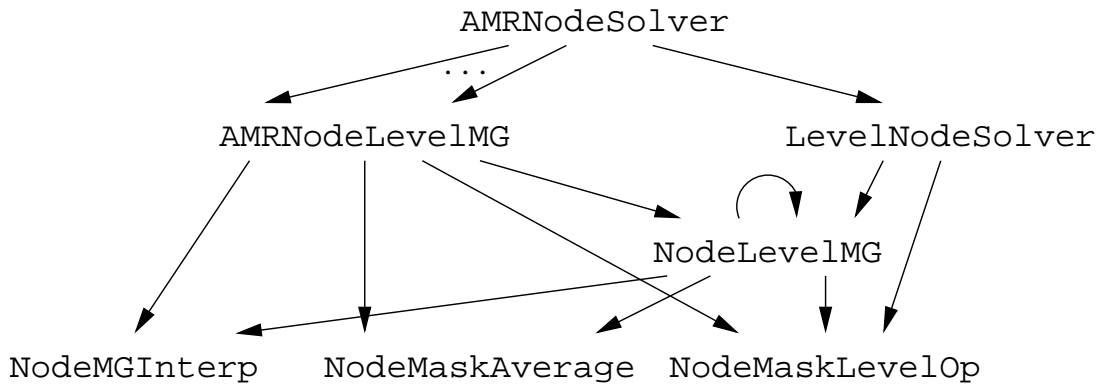 AMRNodeSolver
...
AMRNodeLevelMG LevelNodeSolver
NodeLevelMG
NodeMGInterp NodeMaskAverage NodeMaskLevelOp